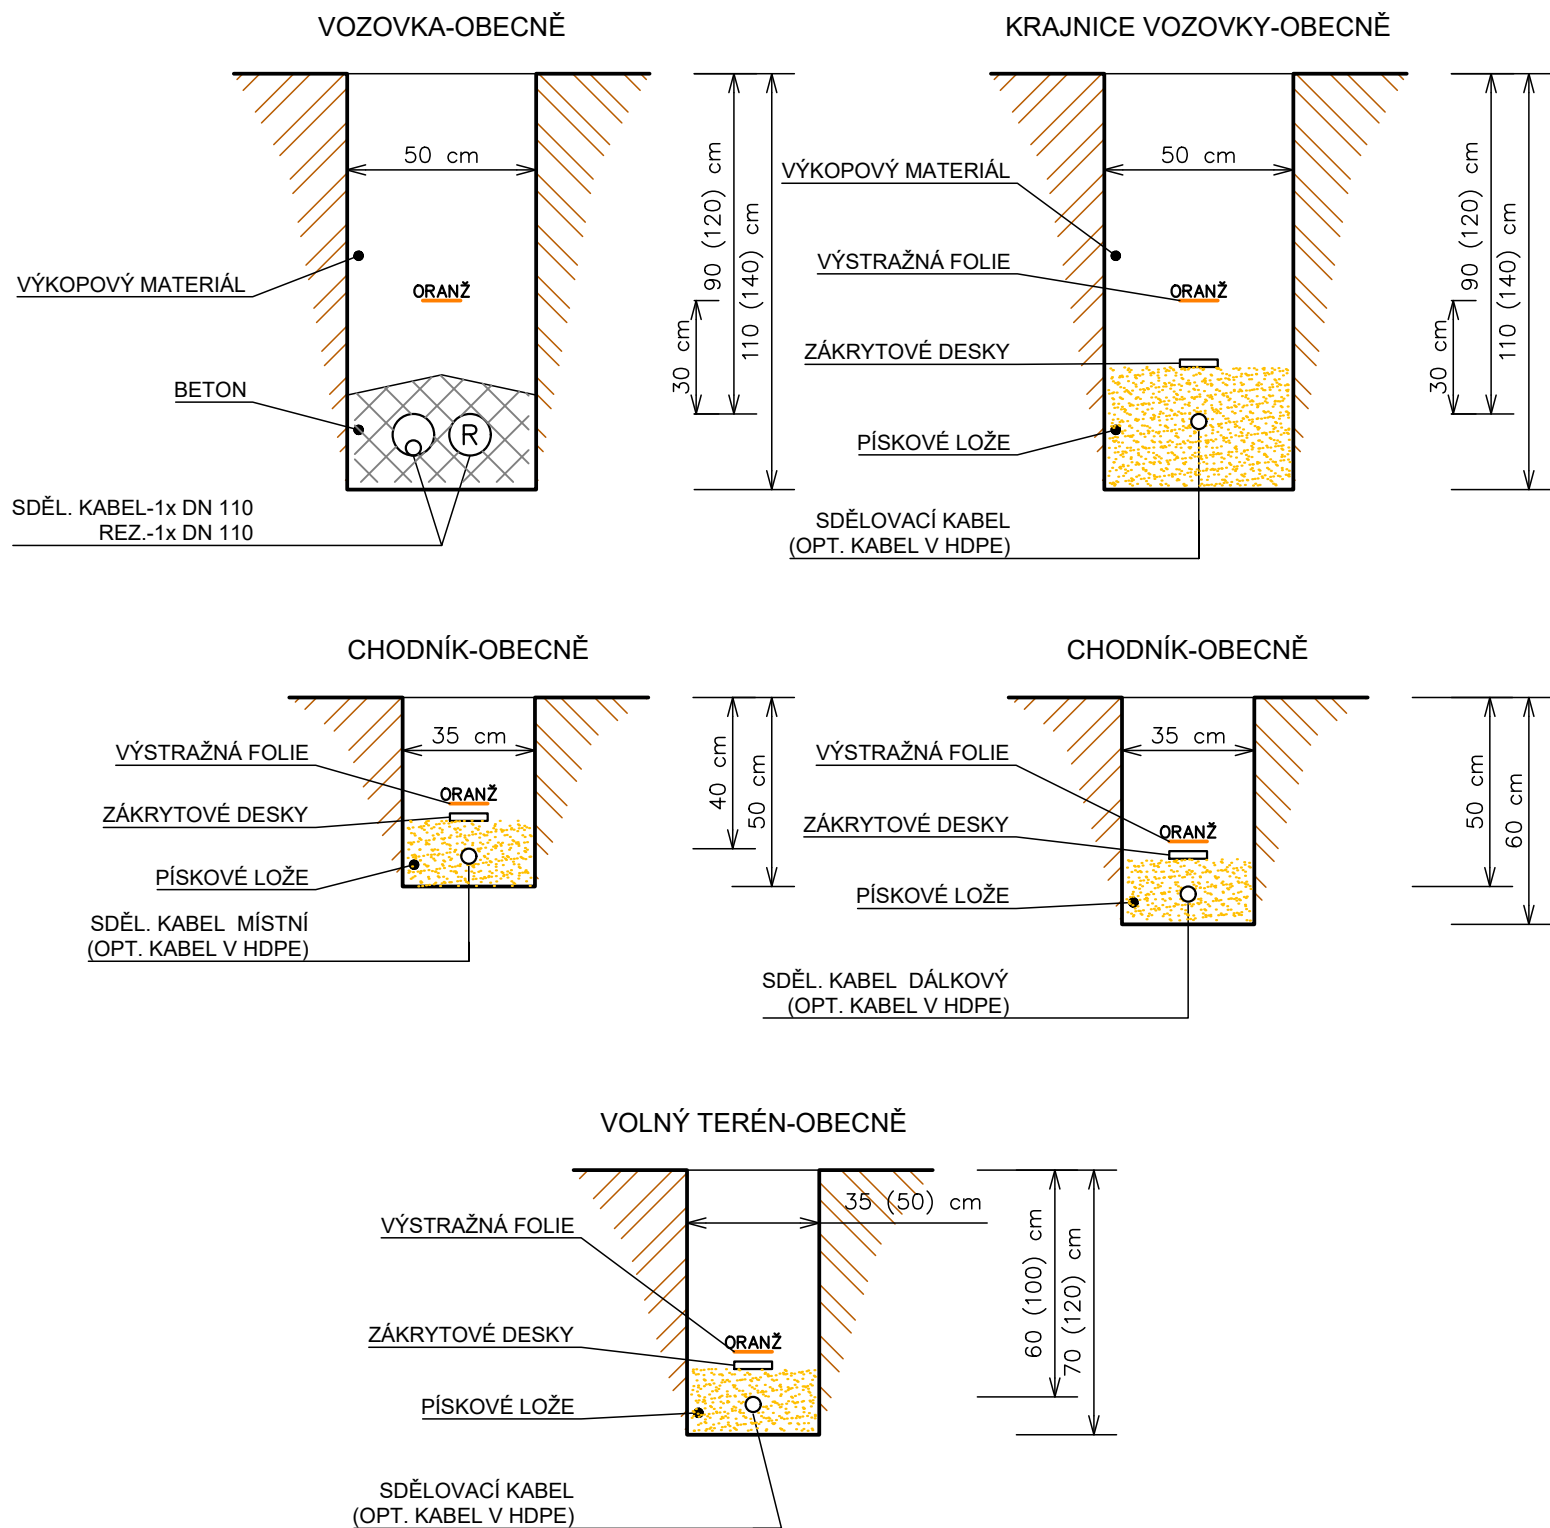 VOZOVKA-OBECNĚ
50 cm
90 (120) cm
110 (140) cm
30 cm
VÝKOPOVÝ MATERIÁL
ORANŽ
BETON
R
SDĚL. KABEL-1x DN 110
REZ.-1x DN 110
KRAJNICE VOZOVKY-OBECNĚ
50 cm
90 (120) cm
110 (140) cm
30 cm
VÝKOPOVÝ MATERIÁL
VÝSTRAŽNÁ FOLIE
ORANŽ
ZÁKRYTOVÉ DESKY
PÍSKOVÉ LOŽE
SDĚLOVACÍ KABEL
(OPT. KABEL V HDPE)
CHODNÍK-OBECNĚ
35 cm
40 cm
50 cm
VÝSTRAŽNÁ FOLIE
ORANŽ
ZÁKRYTOVÉ DESKY
PÍSKOVÉ LOŽE
SDĚL. KABEL MÍSTNÍ
(OPT. KABEL V HDPE)
CHODNÍK-OBECNĚ
35 cm
50 cm
60 cm
VÝSTRAŽNÁ FOLIE
ORANŽ
ZÁKRYTOVÉ DESKY
PÍSKOVÉ LOŽE
SDĚL. KABEL DÁLKOVÝ
(OPT. KABEL V HDPE)
VOLNÝ TERÉN-OBECNĚ
35 (50) cm
60 (100) cm
70 (120) cm
VÝSTRAŽNÁ FOLIE
ORANŽ
ZÁKRYTOVÉ DESKY
PÍSKOVÉ LOŽE
SDĚLOVACÍ KABEL
(OPT. KABEL V HDPE)